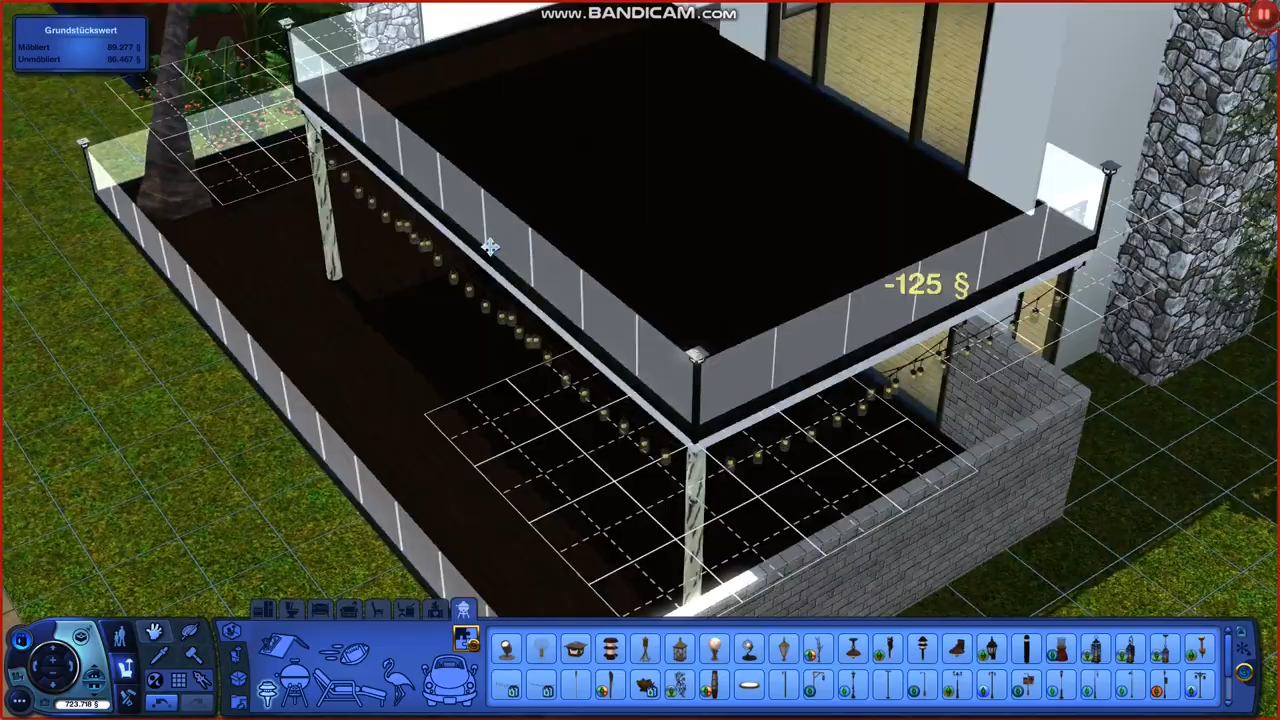 www.BANDICAM.com
Grundstückswert
Möbliert 89.277 §
Unmöbliert 86.467 §
-125 §
723.718 §